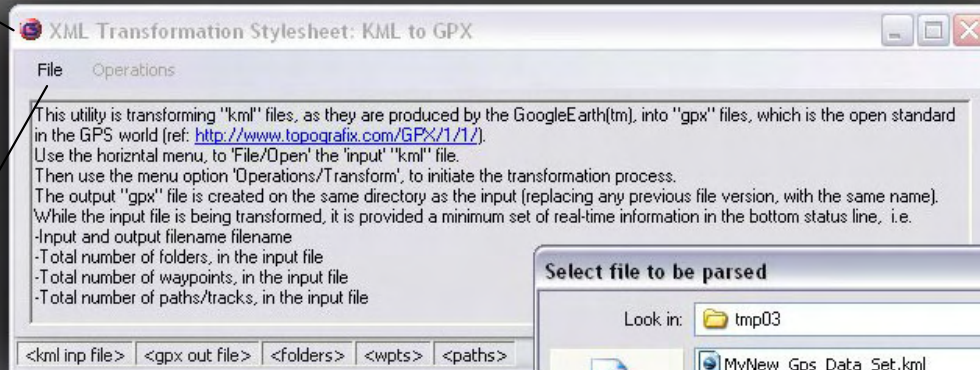 XML Transformation Stylesheet: KML to GPX
File Operations
This utility is transforming "kml" files, as they are produced by the GoogleEarth(tm), into "gpx" files, which is the open standard
in the GPS world (ref: http://www.topografix.com/GPX/1/1/).
Use the horizntal menu, to 'File/Open' the 'input' "kml" file.
Then use the menu option 'Operations/Transform', to initiate the transformation process.
The output "gpx" file is created on the same directory as the input (replacing any previous file version, with the same name).
While the input file is being transformed, it is provided a minimum set of real-time information in the bottom status line, i.e.
-Input and output filename filename
-Total number of folders, in the input file
-Total number of waypoints, in the input file
-Total number of paths/tracks, in the input file
<kml inp file> <gpx out file> <folders> <wpts> <paths>
Select file to be parsed
Look in: tmp03
MyNew_Gps_Data_Set.kml